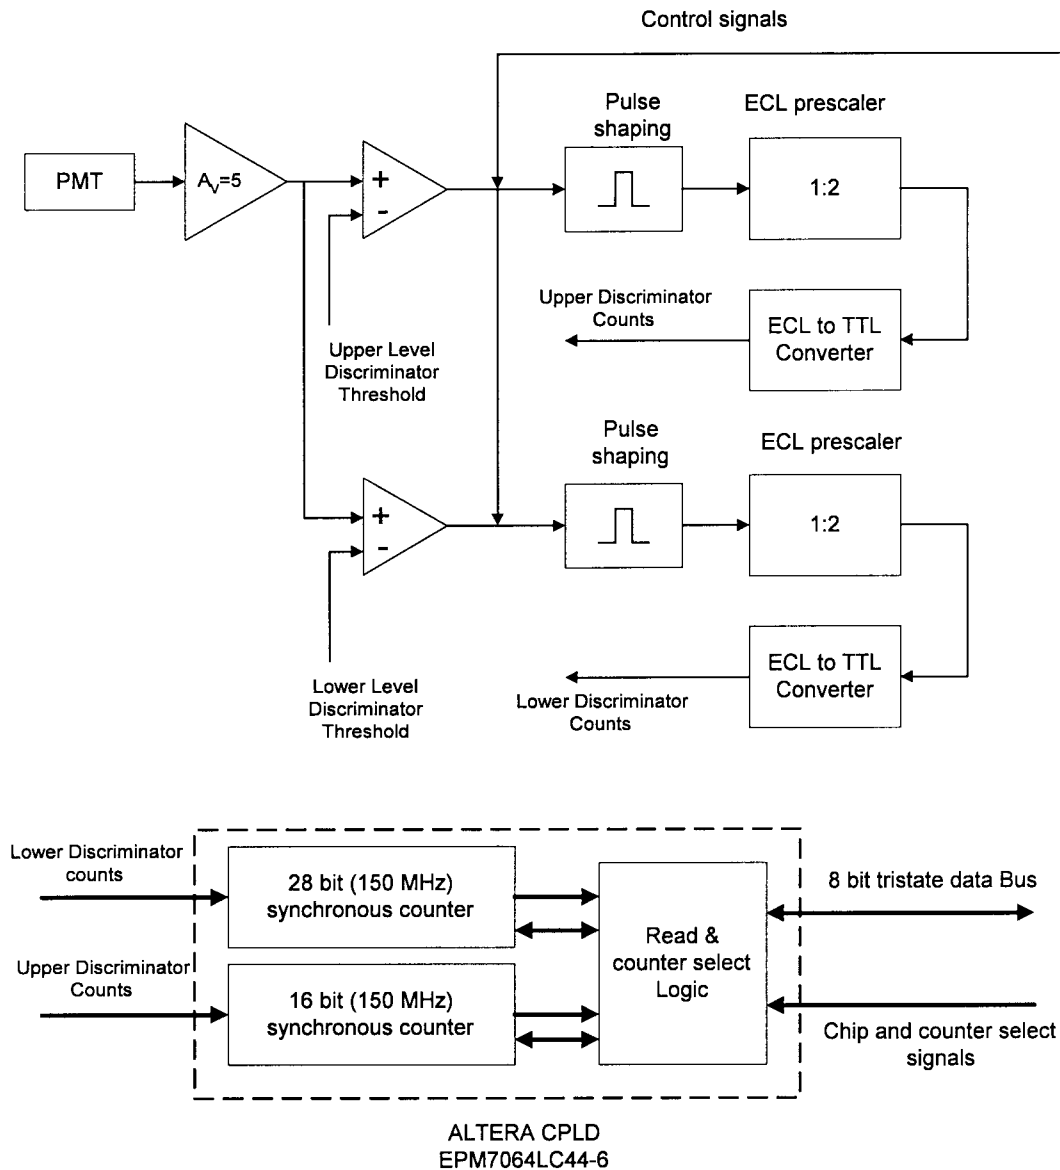 Control signals
Pulse
shaping
ECL prescaler
PMT
Av=5
+
-
1:2
Upper Discriminator
Counts
ECL to TTL
Converter
Upper Level
Discriminator
Threshold
Pulse
shaping
ECL prescaler
+
-
1:2
Lower Level
Discriminator
Threshold
Lower Discriminator
Counts
ECL to TTL
Converter
Lower Discriminator
counts
28 bit (150 MHz)
synchronous counter
8 bit tristate data Bus
Read &
counter select
Logic
Upper Discriminator
Counts
16 bit (150 MHz)
synchronous counter
Chip and counter select
signals
ALTERA CPLD
EPM7064LC44-6